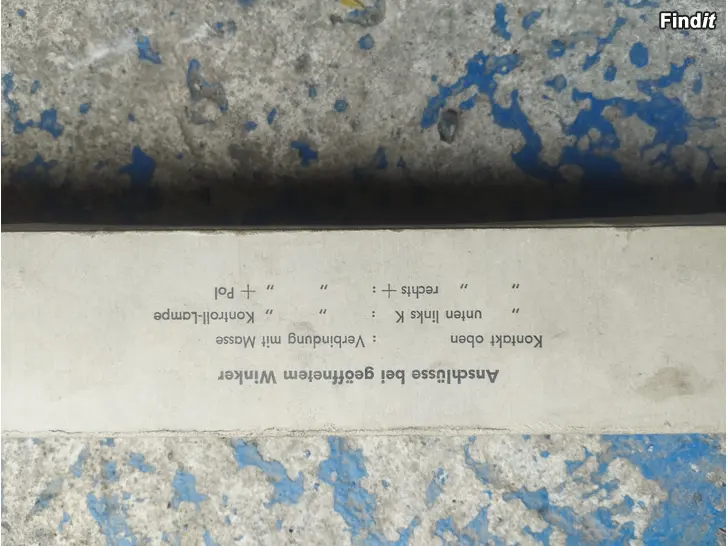 Findit
Anschlüsse bei geöffnetem Winker
Kontakt oben : Verbindung mit Masse
„ unten links K : „ „ Kontroll-Lampe
„ „ rechts + : „ „ + Pol